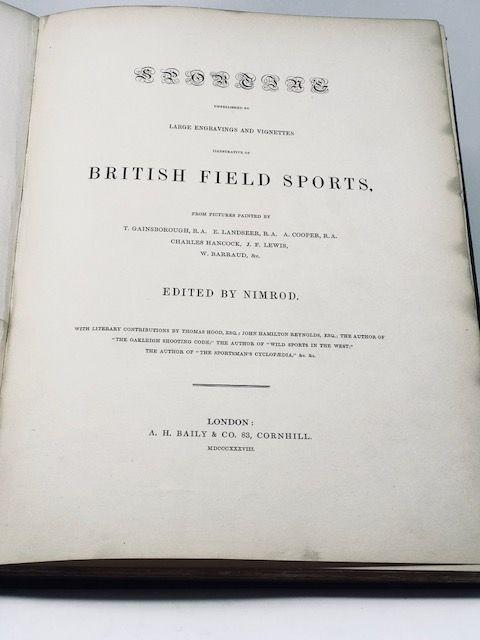 SPORTING
EMBELLISHED BY
LARGE ENGRAVINGS AND VIGNETTES
ILLUSTRATIVE OF
BRITISH FIELD SPORTS,
FROM PICTURES PAINTED BY
T. GAINSBOROUGH, R.A. E. LANDSEER, R.A. A. COOPER, R.A.
CHARLES HANCOCK, J. F. LEWIS,
W. BARRAUD, &c.
EDITED BY NIMROD.
WITH LITERARY CONTRIBUTIONS BY THOMAS HOOD, ESQ.; JOHN HAMILTON REYNOLDS, ESQ.; THE AUTHOR OF
"THE OAKLEIGH SHOOTING CODE;" THE AUTHOR OF "WILD SPORTS IN THE WEST;"
THE AUTHOR OF "THE SPORTSMAN'S CYCLOPÆDIA," &c. &c.
LONDON:
A. H. BAILY & CO. 83, CORNHILL.
MDCCCXXXVIII.